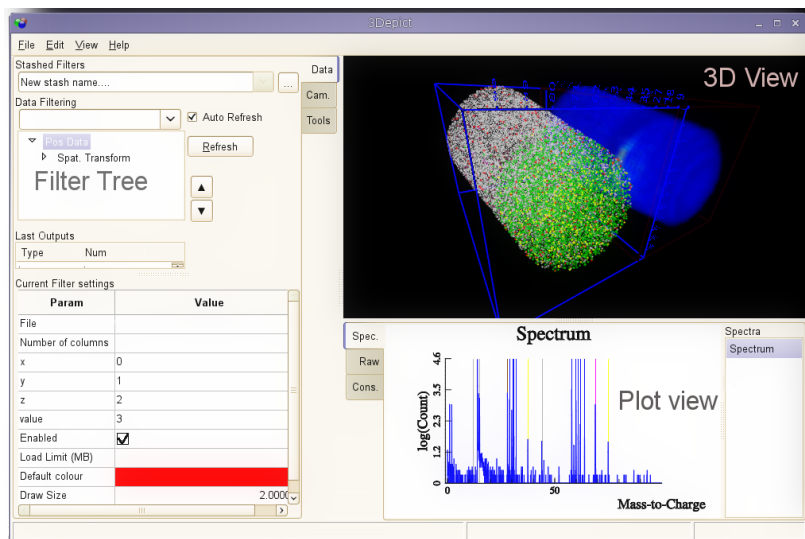 3Depict
File Edit View Help
Stashed Filters
New stash name....
...
Data Filtering
Auto Refresh
Pos Data
Spat. Transform
Refresh
Filter Tree
Last Outputs
Type Num
Current Filter settings
Param Value
File
Number of columns
x 0
y 1
z 2
value 3
Enabled
Load Limit (MB)
Default colour
Draw Size 2.0000
Data
Cam.
Tools
3D View
Spec.
Raw
Cons.
Spectrum
4.6
3.5
2.3
1.2
0
log(Count)
0 50
Mass-to-Charge
Plot view
Spectra
Spectrum